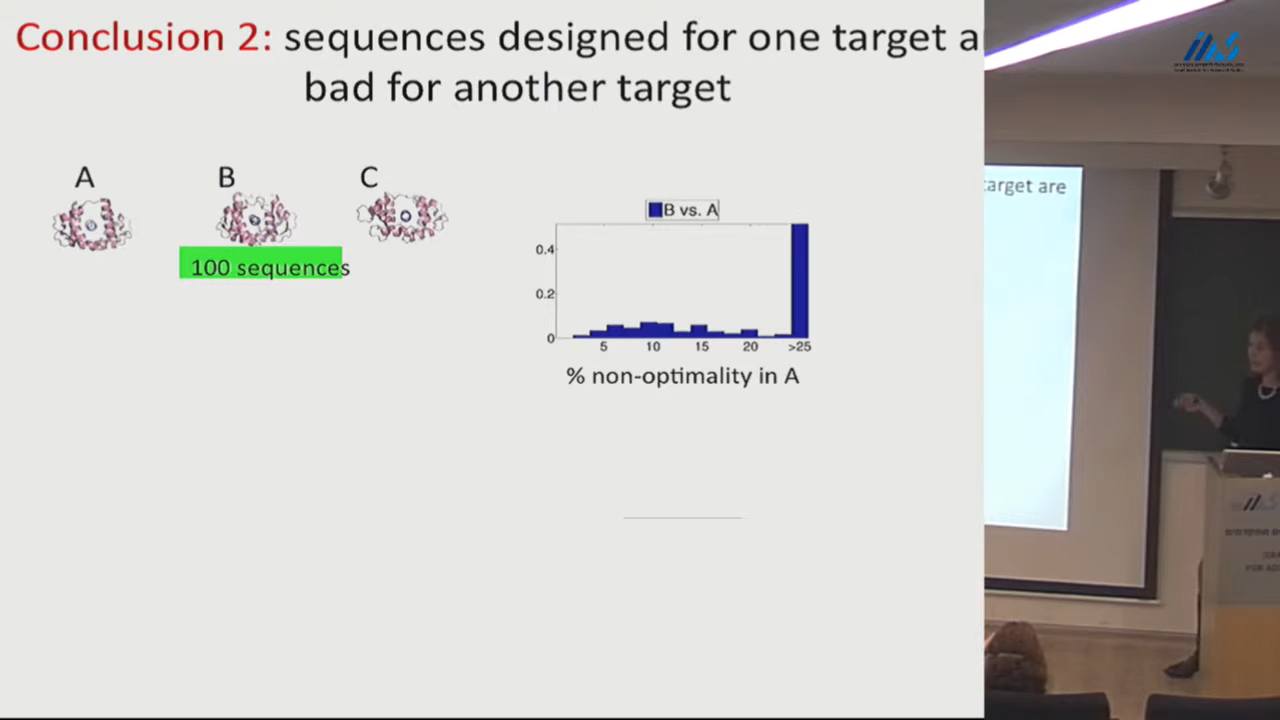 Conclusion 2: sequences designed for one target a
bad for another target
A
B
C
100 sequences
B vs. A
0.4
0.2
0
5
10
15
20
>25
% non-optimality in A
target are